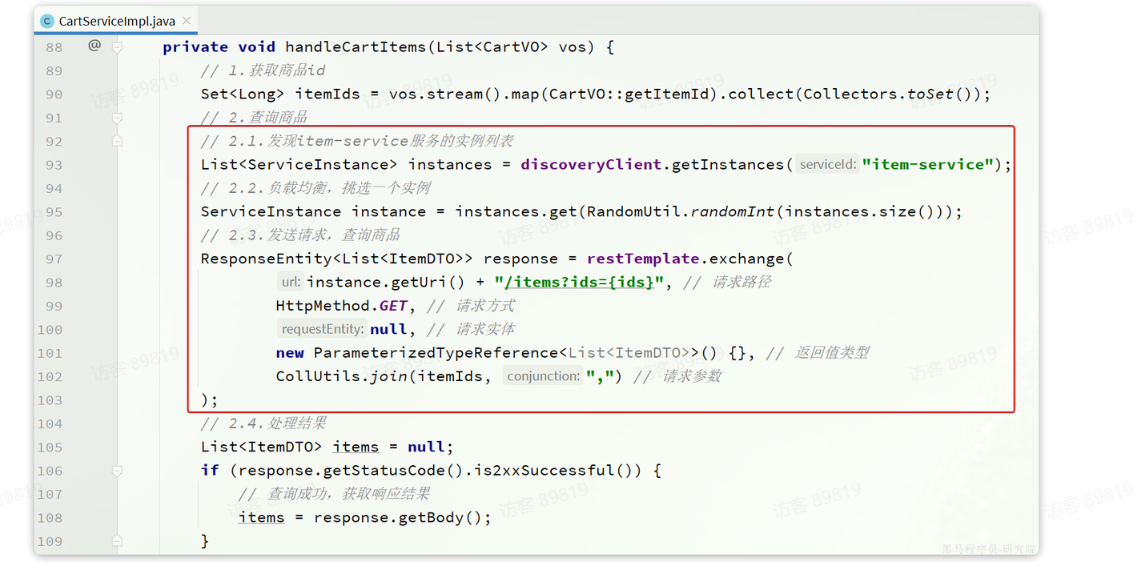 CartServiceImpl.java
88 @ private void handleCartItems(List<CartVO> vos) {
89 // 1.获取商品id
90 Set<Long> itemIds = vos.stream().map(CartVO::getItemId).collect(Collectors.toSet());
91 // 2.查询商品
92 // 2.1.发现item-service服务的实例列表
93 List<ServiceInstance> instances = discoveryClient.getInstances( serviceId: "item-service");
94 // 2.2.负载均衡，挑选一个实例
95 ServiceInstance instance = instances.get(RandomUtil.randomInt(instances.size()));
96 // 2.3.发送请求，查询商品
97 ResponseEntity<List<ItemDTO>> response = restTemplate.exchange(
98 url: instance.getUri() + "/items?ids={ids}", // 请求路径
99 HttpMethod.GET, // 请求方式
100 requestEntity: null, // 请求实体
101 new ParameterizedTypeReference<List<ItemDTO>>() {}, // 返回值类型
102 CollUtils.join(itemIds, conjunction: ",") // 请求参数
103 );
104 // 2.4.处理结果
105 List<ItemDTO> items = null;
106 if (response.getStatusCode().is2xxSuccessful()) {
107 // 查询成功，获取响应结果
108 items = response.getBody();
109 }
访客 89819
黑马程序员-研究院